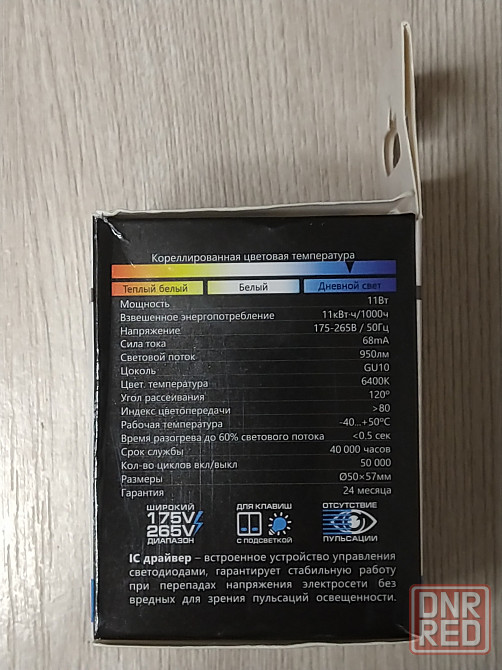 Кореллированная цветовая температура
Теплый белый Белый Дневной свет
Мощность 11Вт
Взвешенное энергопотребление 11кВт·ч/1000ч
Напряжение 175-265В / 50Гц
Сила тока 68mA
Световой поток 950лм
Цоколь GU10
Цвет. температура 6400К
Угол рассеивания 120°
Индекс цветопередачи >80
Рабочая температура -40...+50°С
Время разогрева до 60% светового потока <0.5 сек
Срок службы 40 000 часов
Кол-во циклов вкл/выкл 50 000
Размеры Ø50×57мм
Гарантия 24 месяца
ШИРОКИЙ
175V
265V
ДИАПАЗОН
ДЛЯ КЛАВИШ
С ПОДСВЕТКОЙ
ОТСУТСТВИЕ
ПУЛЬСАЦИИ
IC драйвер – встроенное устройство управления
светодиодами, гарантирует стабильную работу
при перепадах напряжения электросети без
вредных для зрения пульсаций освещенности.
DNR
RED